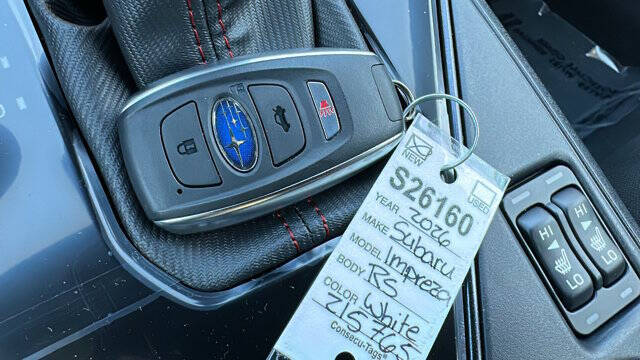 NEW
USED
S26160
YEAR 2026
MAKE Subaru
MODEL Impreza
BODY RS
COLOR White
215765
Consecu-Tags®
HI HI
LO LO